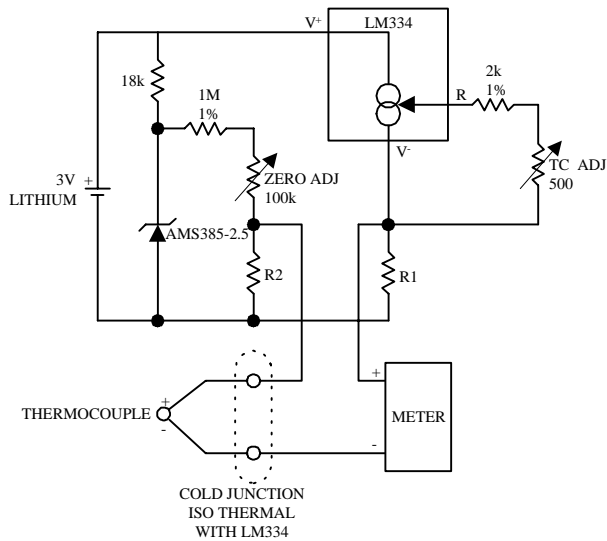 V+
LM334
18k
1M
1%
2k
1%
R
V-
ZERO ADJ
100k
TC ADJ
500
3V
LITHIUM
+
AMS385-2.5
R2
R1
+
METER
-
THERMOCOUPLE
+
-
COLD JUNCTION
ISO THERMAL
WITH LM334